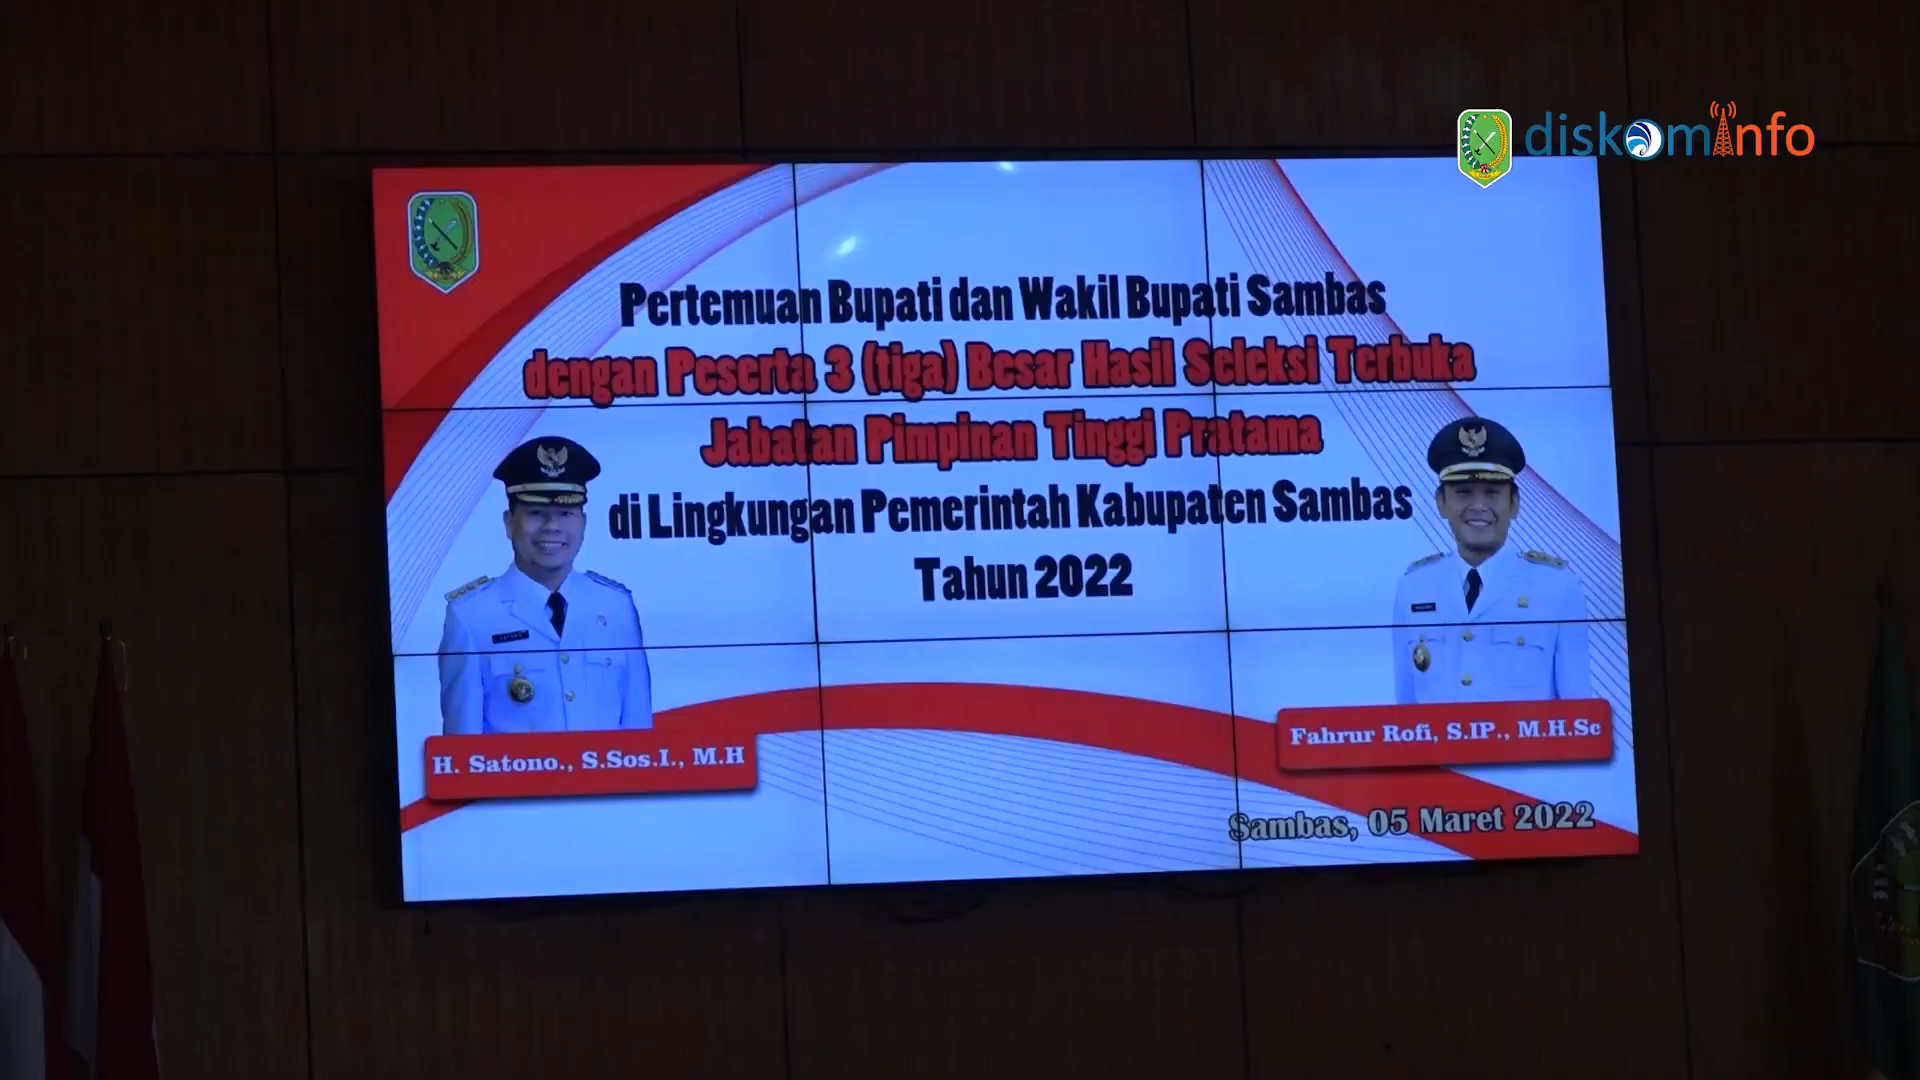 diskominfo
Pertemuan Bupati dan Wakil Bupati Sambas
dengan Peserta 3 (tiga) Besar Hasil Seleksi Terbuka
Jabatan Pimpinan Tinggi Pratama
di Lingkungan Pemerintah Kabupaten Sambas
Tahun 2022
H. Satono., S.Sos.I., M.H
Fahrur Rofi, S.IP., M.H.Sc
Sambas, 05 Maret 2022